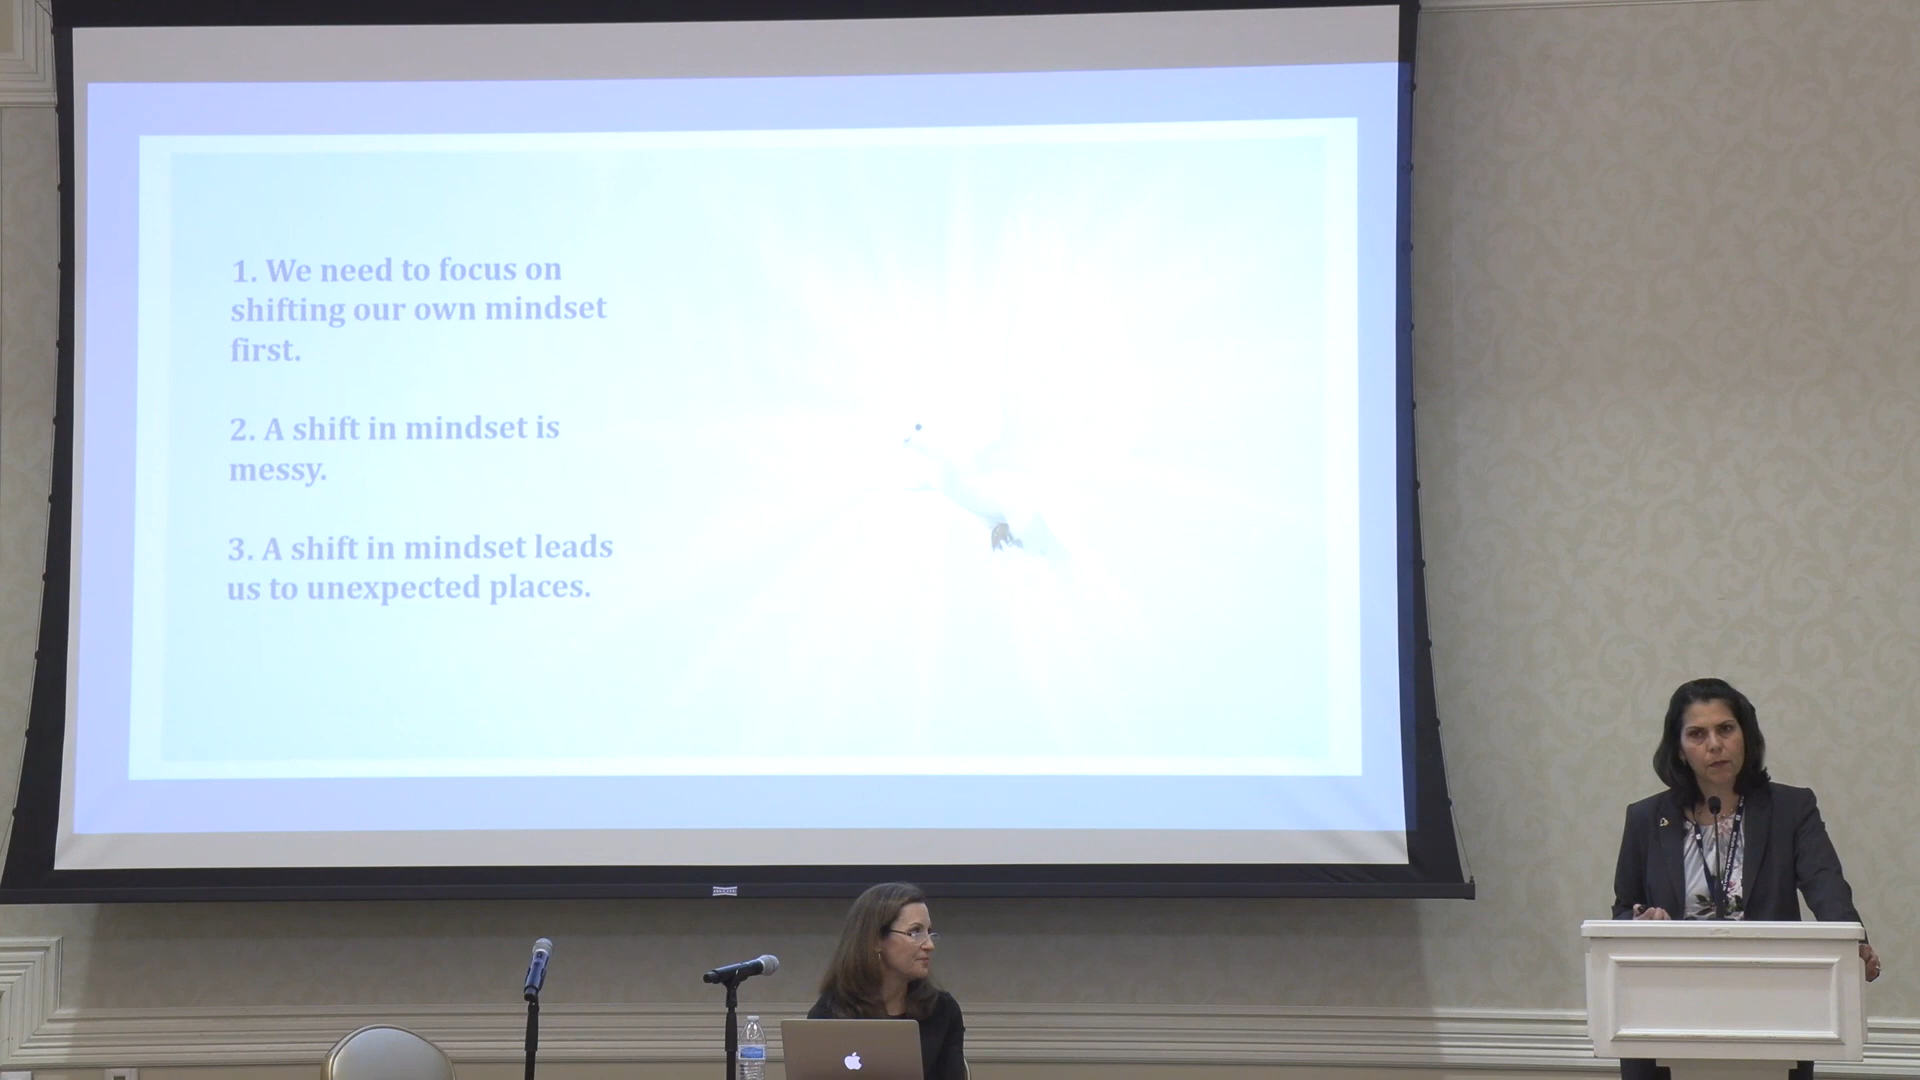 1. We need to focus on
shifting our own mindset
first.
2. A shift in mindset is
messy.
3. A shift in mindset leads
us to unexpected places.